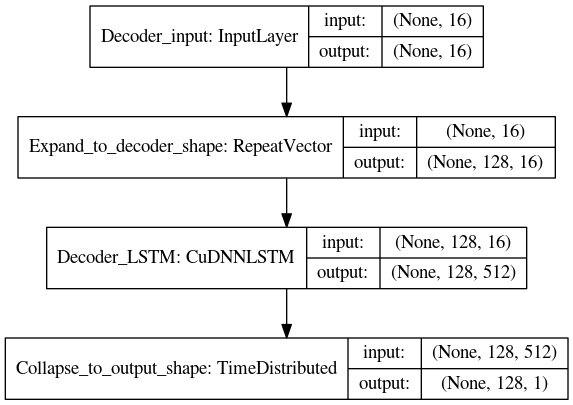 Decoder_input: InputLayer
input: (None, 16)
output: (None, 16)
Expand_to_decoder_shape: RepeatVector
input: (None, 16)
output: (None, 128, 16)
Decoder_LSTM: CuDNNLSTM
input: (None, 128, 16)
output: (None, 128, 512)
Collapse_to_output_shape: TimeDistributed
input: (None, 128, 512)
output: (None, 128, 1)